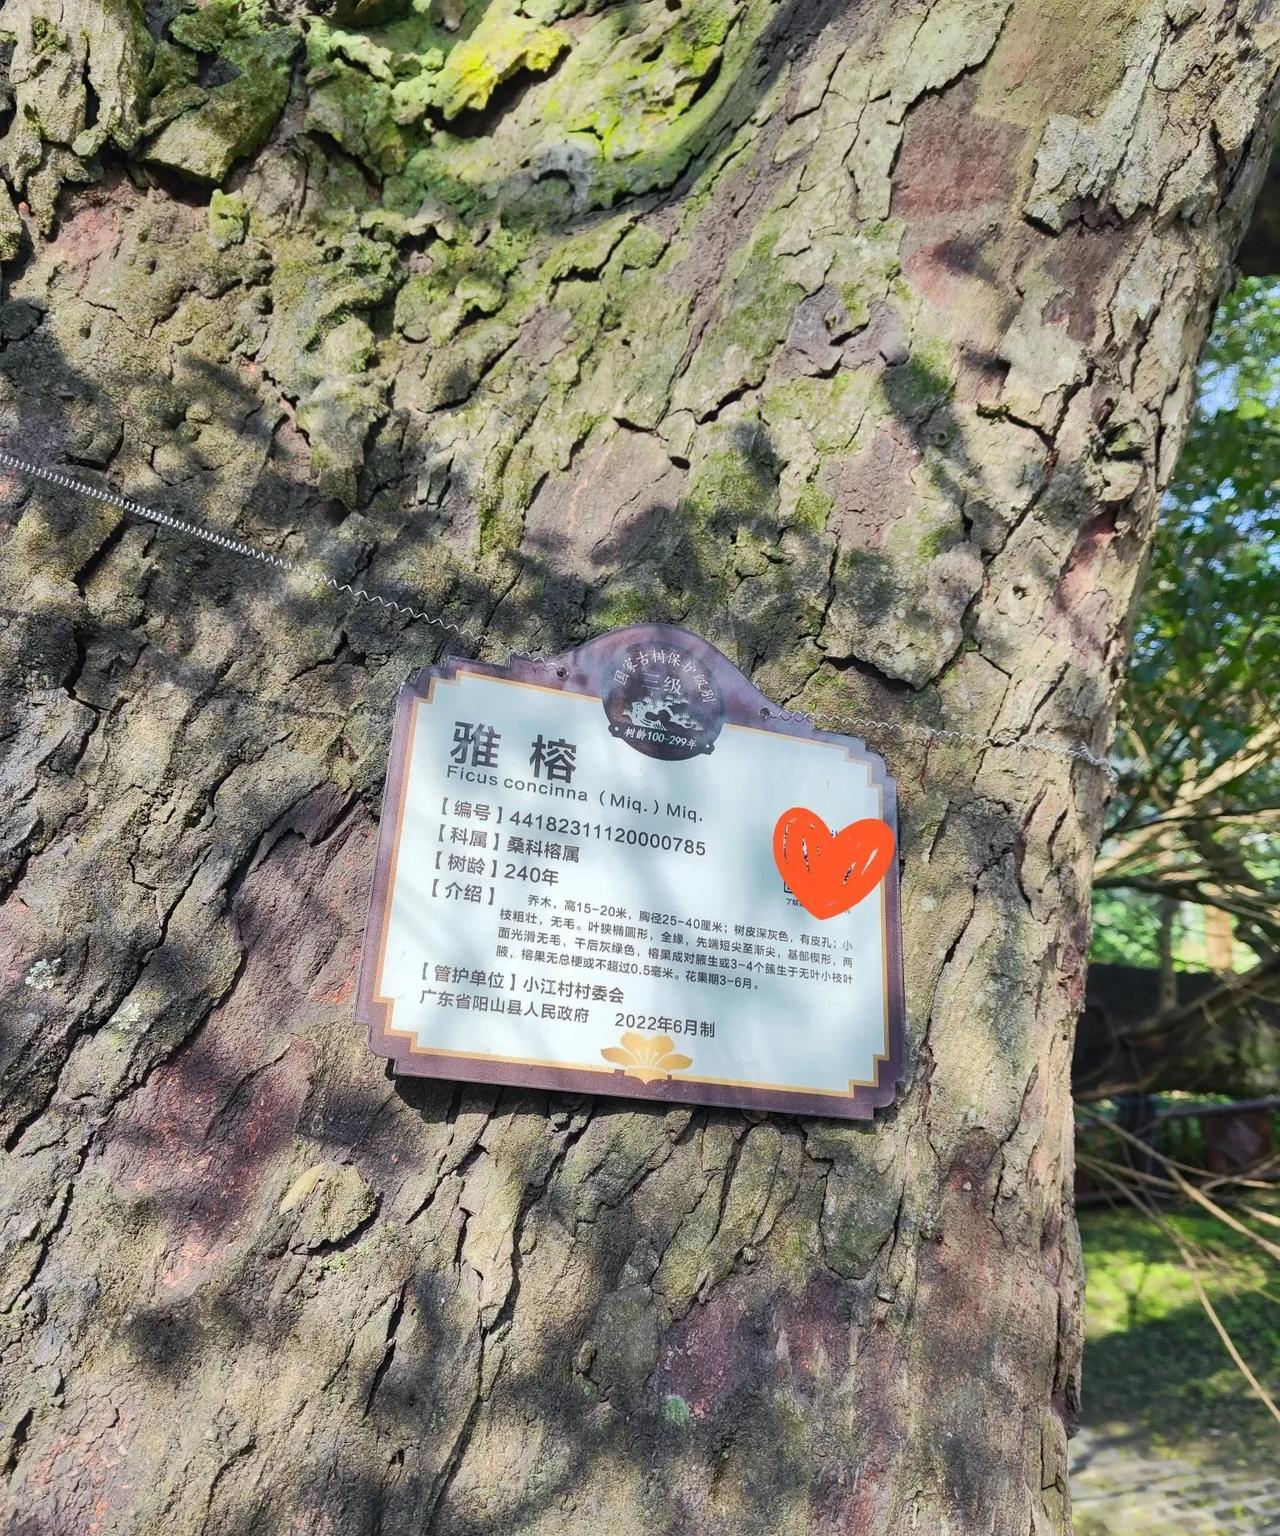 国家古树保护级别
三级
树龄100-299年
雅榕
Ficus concinna (Miq.) Miq.
【编号】44182311120000785
【科属】桑科榕属
【树龄】240年
【介绍】
乔木，高15-20米，胸径25-40厘米；树皮深灰色，有皮孔；小
枝粗壮，无毛。叶狭椭圆形，全缘，先端短尖至渐尖，基部楔形，两
面光滑无毛，干后灰绿色，榕果成对腋生或3-4个簇生于无叶小枝叶
腋，榕果无总梗或不超过0.5毫米。花果期3-6月。
【管护单位】小江村村委会
广东省阳山县人民政府 2022年6月制